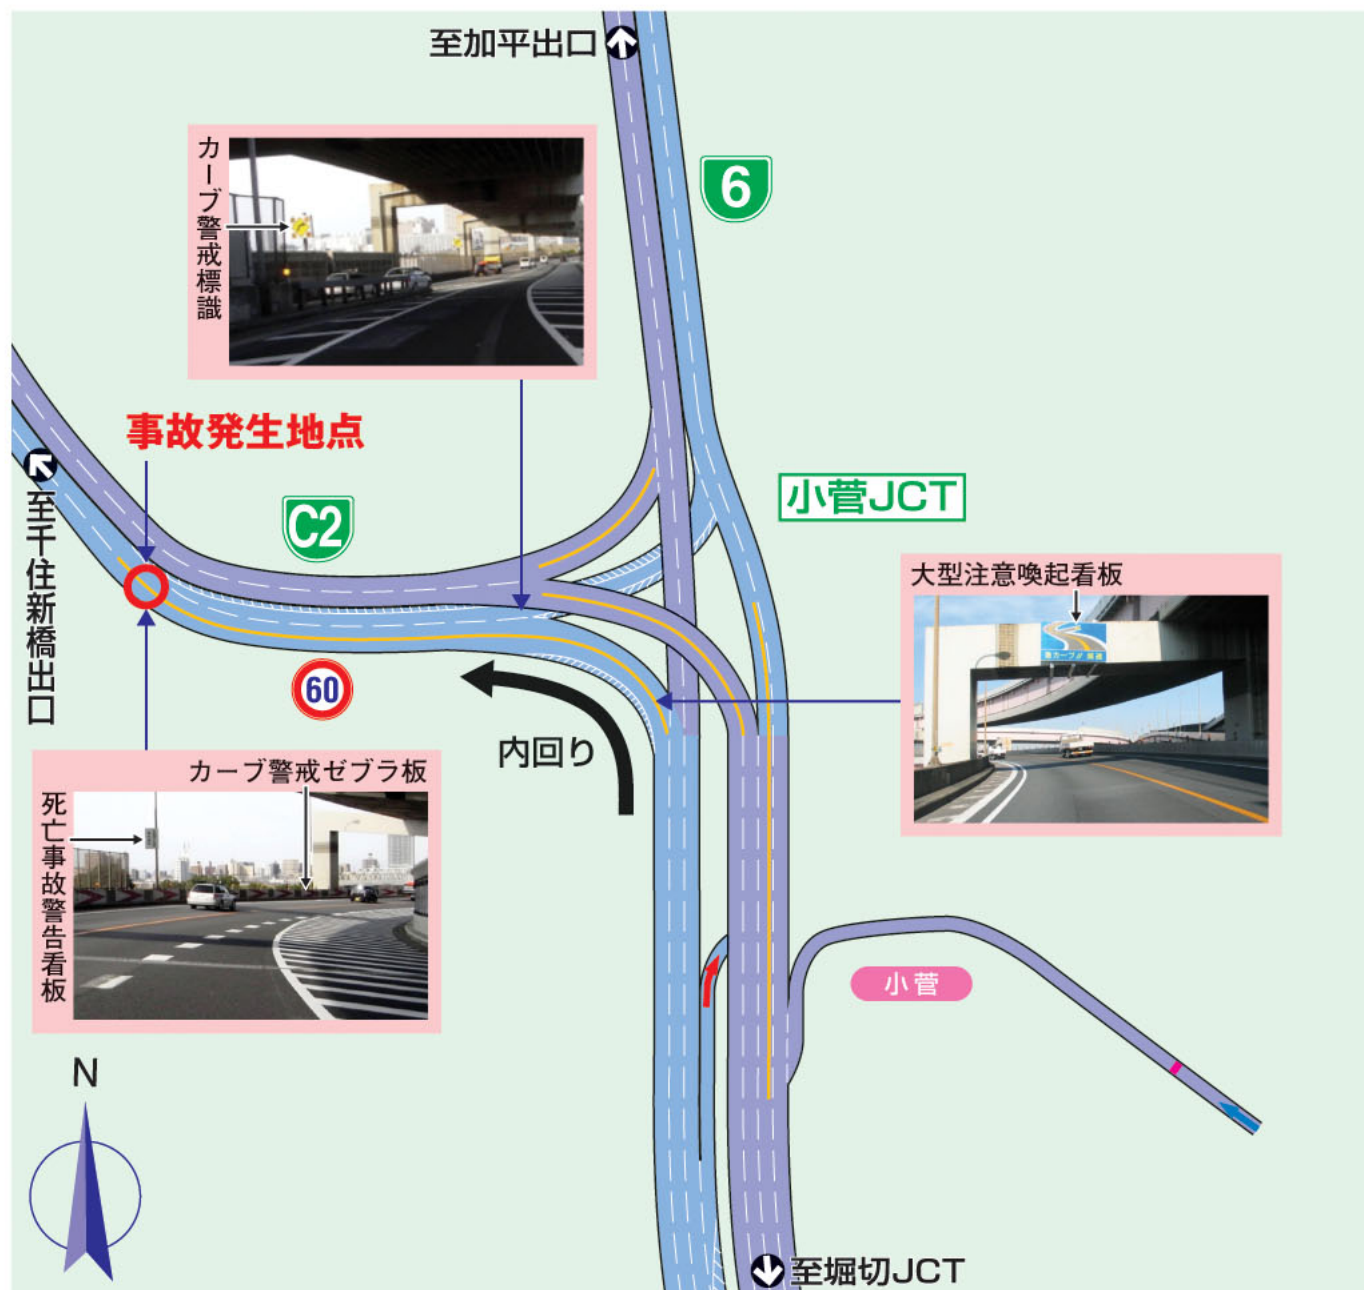 至加平出口
6
カーブ警戒標識
事故発生地点
C2
小菅JCT
至千住新橋出口
大型注意喚起看板
60
内回り
カーブ警戒ゼブラ板
死亡事故警告看板
小菅
N
至堀切JCT